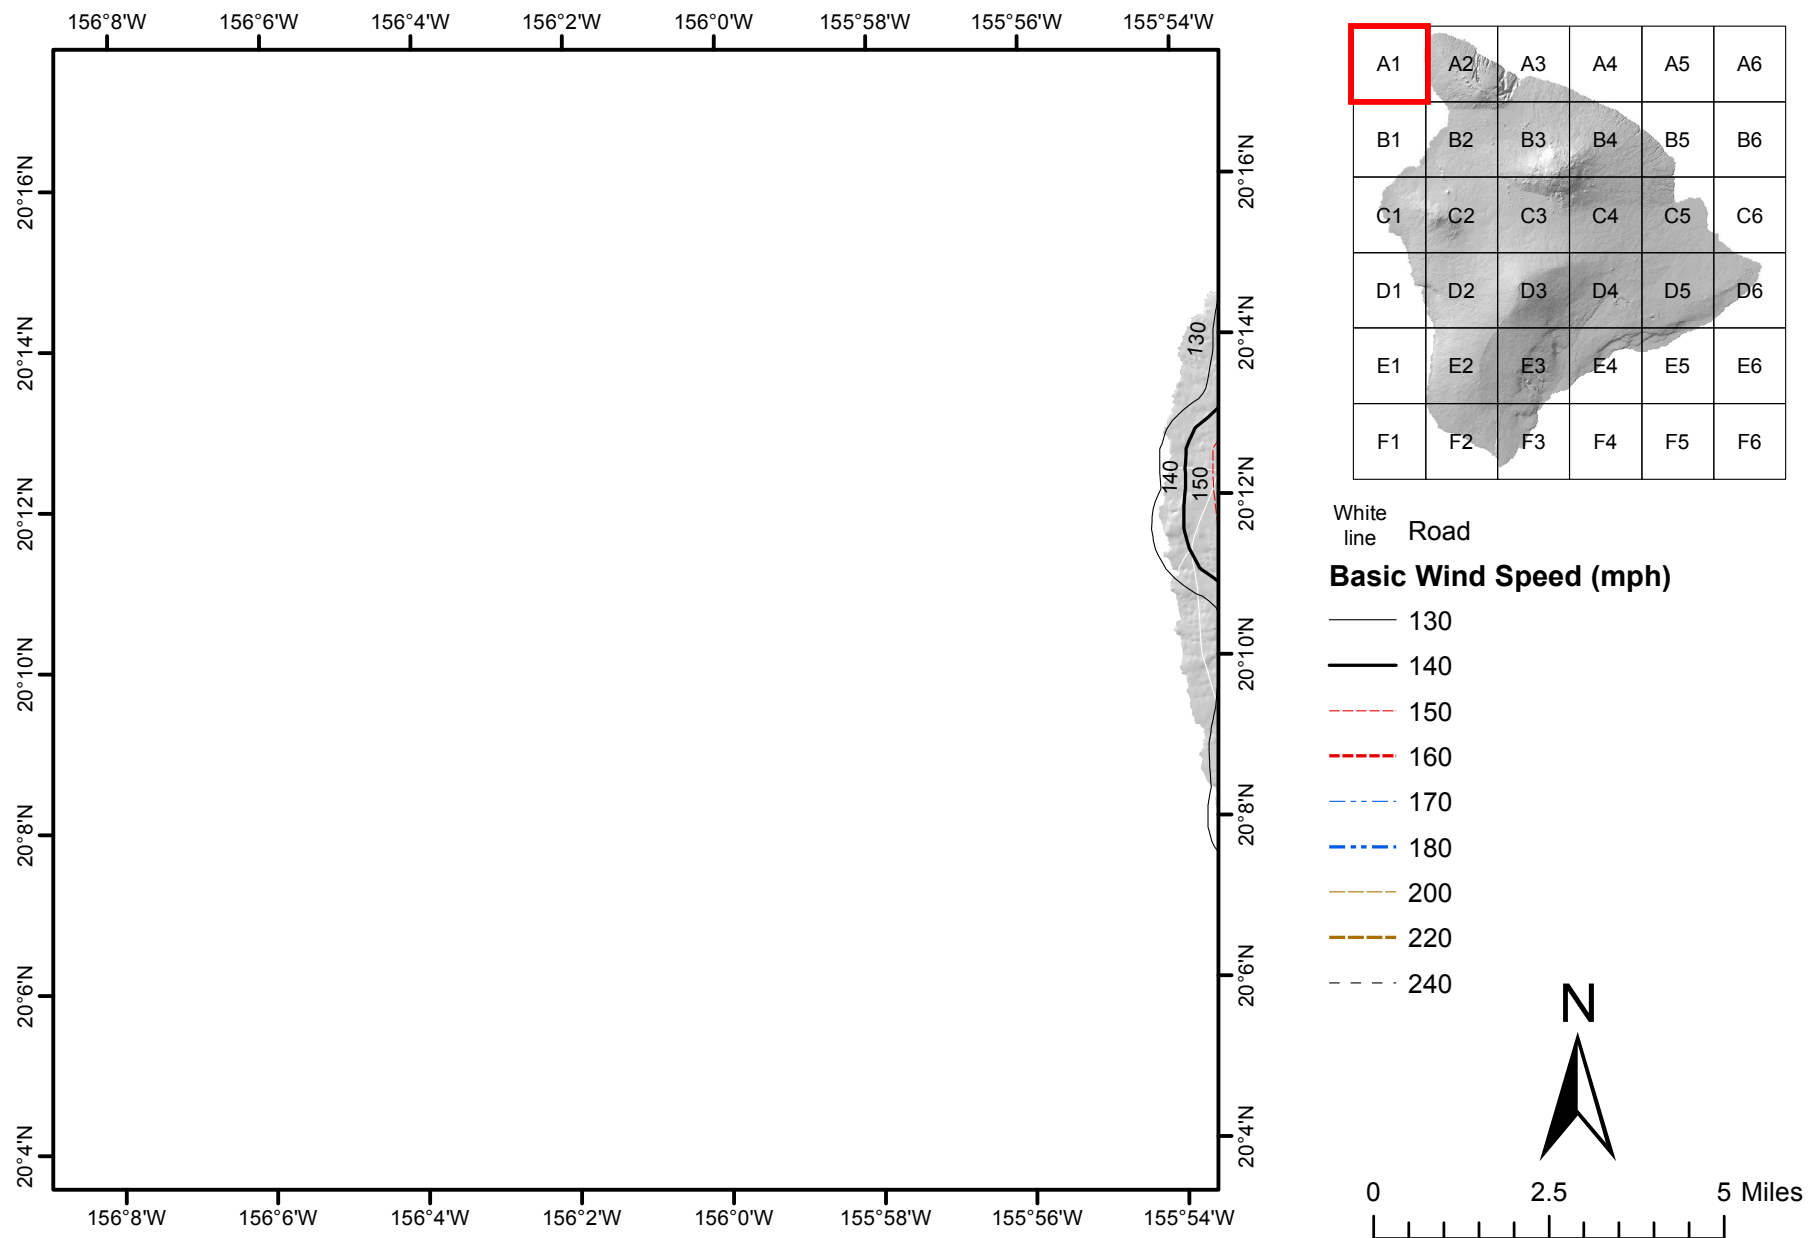 156°8'W 156°6'W 156°4'W 156°2'W 156°0'W 155°58'W 155°56'W 155°54'W
20°16'N
20°14'N
20°12'N
20°10'N
20°8'N
20°6'N
20°4'N
130
140
150
20°16'N
20°14'N
20°12'N
20°10'N
20°8'N
20°6'N
20°4'N
156°8'W 156°6'W 156°4'W 156°2'W 156°0'W 155°58'W 155°56'W 155°54'W
A1 A2 A3 A4 A5 A6
B1 B2 B3 B4 B5 B6
C1 C2 C3 C4 C5 C6
D1 D2 D3 D4 D5 D6
E1 E2 E3 E4 E5 E6
F1 F2 F3 F4 F5 F6
White
line Road
Basic Wind Speed (mph)
130
140
150
160
170
180
200
220
240
N
0 2.5 5 Miles